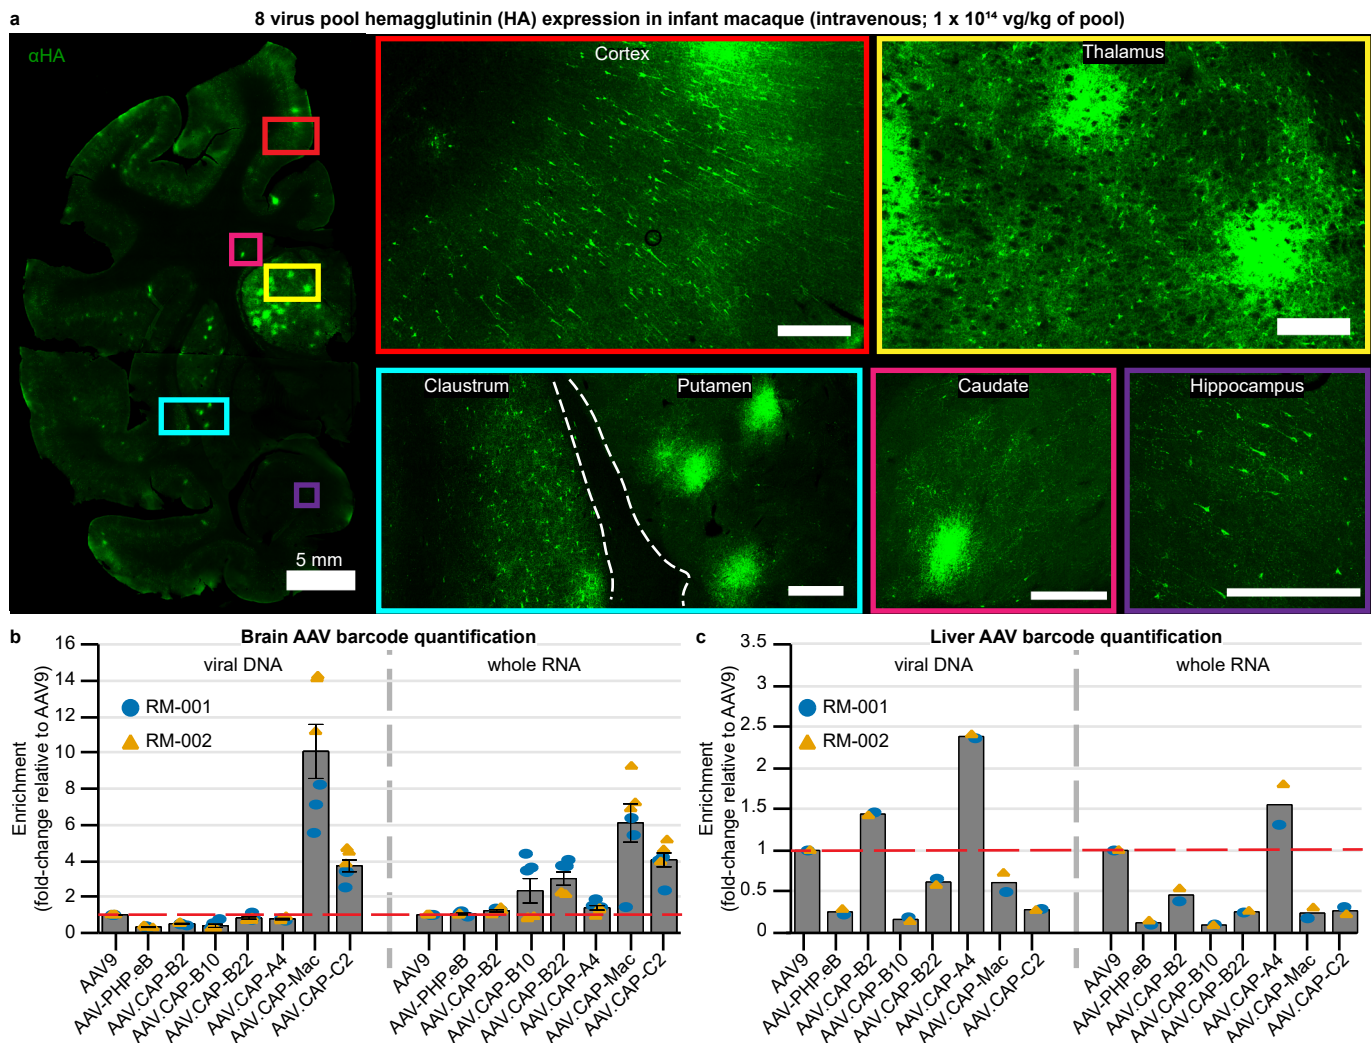 a
8 virus pool hemagglutinin (HA) expression in infant macaque (intravenous; 1 x 10¹⁴ vg/kg of pool)
αHA
5 mm
Cortex
Thalamus
Claustrum
Putamen
Caudate
Hippocampus
b
Brain AAV barcode quantification
viral DNA
whole RNA
Enrichment
(fold-change relative to AAV9)
16
14
12
10
8
6
4
2
0
RM-001
RM-002
AAV9
AAV-PHP.eB
AAV.CAP-B2
AAV.CAP-B10
AAV.CAP-B22
AAV.CAP-A4
AAV.CAP-Mac
AAV.CAP-C2
AAV9
AAV-PHP.eB
AAV.CAP-B2
AAV.CAP-B10
AAV.CAP-B22
AAV.CAP-A4
AAV.CAP-Mac
AAV.CAP-C2
c
Liver AAV barcode quantification
viral DNA
whole RNA
Enrichment
(fold-change relative to AAV9)
3.5
3
2.5
2
1.5
1
0.5
0
RM-001
RM-002
AAV9
AAV-PHP.eB
AAV.CAP-B2
AAV.CAP-B10
AAV.CAP-B22
AAV.CAP-A4
AAV.CAP-Mac
AAV.CAP-C2
AAV9
AAV-PHP.eB
AAV.CAP-B2
AAV.CAP-B10
AAV.CAP-B22
AAV.CAP-A4
AAV.CAP-Mac
AAV.CAP-C2